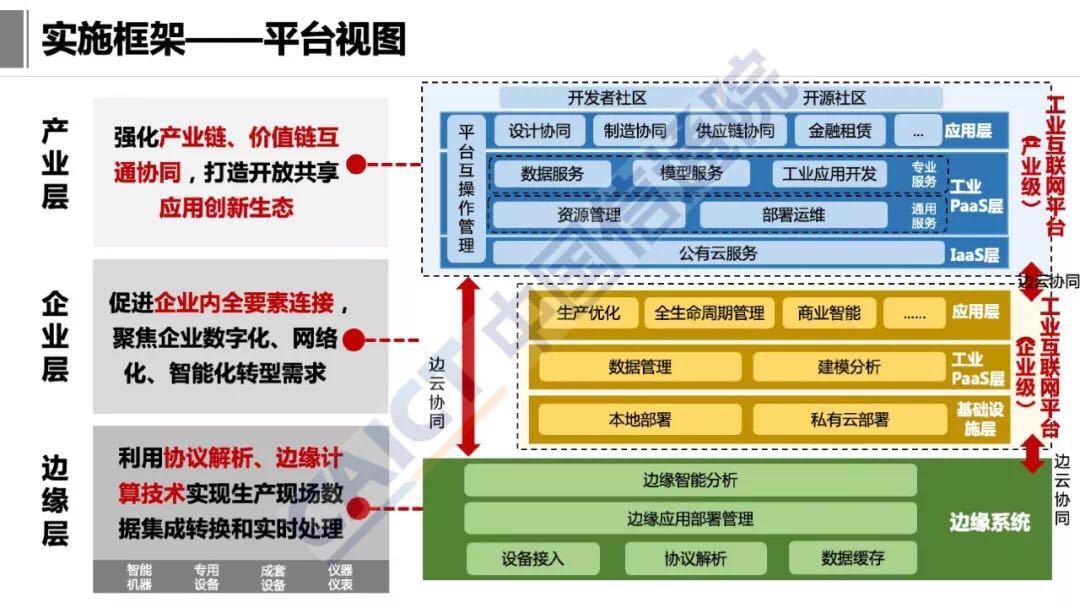 实施框架——平台视图
产业层
强化产业链、价值链互
通协同，打造开放共享
应用创新生态
企业层
促进企业内全要素连接，
聚焦企业数字化、网络
化、智能化转型需求
边缘层
利用协议解析、边缘计
算技术实现生产现场数
据集成转换和实时处理
智能 专用 成套 仪器
机器 设备 设备 仪表
开发者社区 开源社区
平台互操作管理
设计协同 制造协同 供应链协同 金融租赁 ... 应用层
数据服务 模型服务 工业应用开发 专业
服务
工业
PaaS层
资源管理 部署运维 通用
服务
公有云服务 IaaS层
工业互联网平台
（产业级）
边云协同
边云协同
生产优化 全生命周期管理 商业智能 ...... 应用层
数据管理 建模分析 工业
PaaS层
本地部署 私有云部署 基础设
施层
工业互联网平台
（企业级）
边云协同
边缘智能分析
边缘应用部署管理
设备接入 协议解析 数据缓存
边缘系统
CAICT 中国信通院